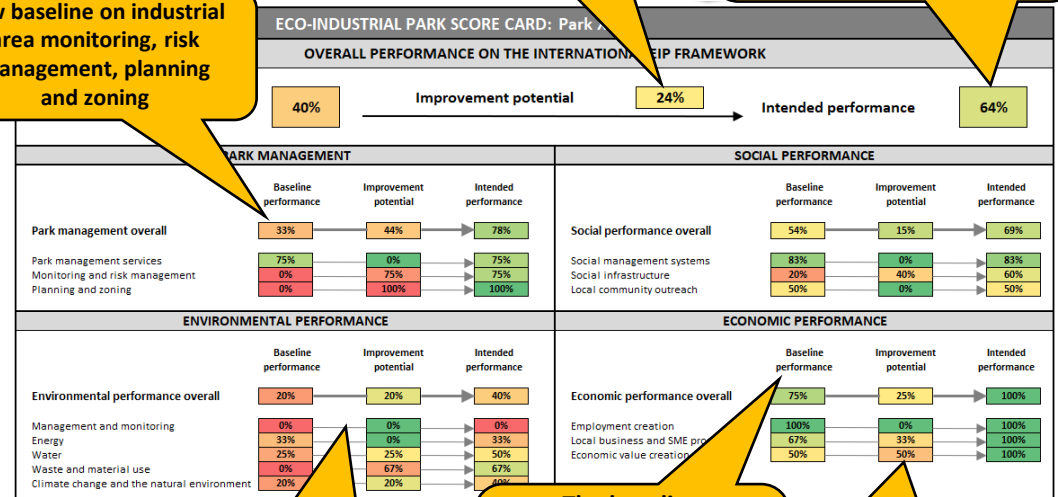 w baseline on industrial
area monitoring, risk
management, planning
and zoning
ECO-INDUSTRIAL PARK SCORE CARD: Park
OVERALL PERFORMANCE ON THE INTERNATIONAL EIP FRAMEWORK
40%
Improvement potential
24%
Intended performance
64%
PARK MANAGEMENT
Baseline performance Improvement potential Intended performance
Park management overall 33% 44% 78%
Park management services 75% 0% 75%
Monitoring and risk management 0% 75% 75%
Planning and zoning 0% 100% 100%
SOCIAL PERFORMANCE
Baseline performance Improvement potential Intended performance
Social performance overall 54% 15% 69%
Social management systems 83% 0% 83%
Social infrastructure 20% 40% 60%
Local community outreach 50% 0% 50%
ENVIRONMENTAL PERFORMANCE
Baseline performance Improvement potential Intended performance
Environmental performance overall 20% 20% 40%
Management and monitoring 0% 0% 0%
Energy 33% 0% 33%
Water 25% 25% 50%
Waste and material use 0% 67% 67%
Climate change and the natural environment 20% 20% 40%
ECONOMIC PERFORMANCE
Baseline performance Improvement potential Intended performance
Economic performance overall 75% 25% 100%
Employment creation 100% 0% 100%
Local business and SME pro 67% 33% 100%
Economic value creation 50% 50% 100%